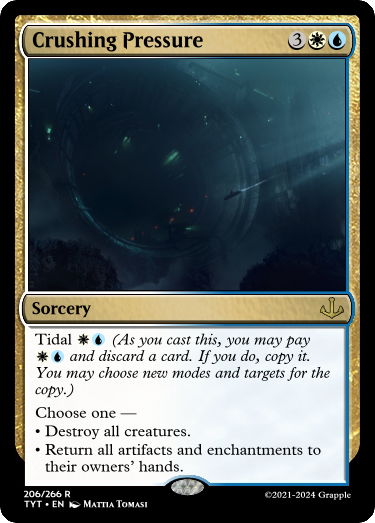 Crushing Pressure 3
Sorcery
Tidal (As you cast this, you may pay
and discard a card. If you do, copy it.
You may choose new modes and targets for the
copy.)
Choose one —
• Destroy all creatures.
• Return all artifacts and enchantments to
their owners' hands.
206/266 R
TYT • EN Mattia Tomasi
©2021-2024 Grapple